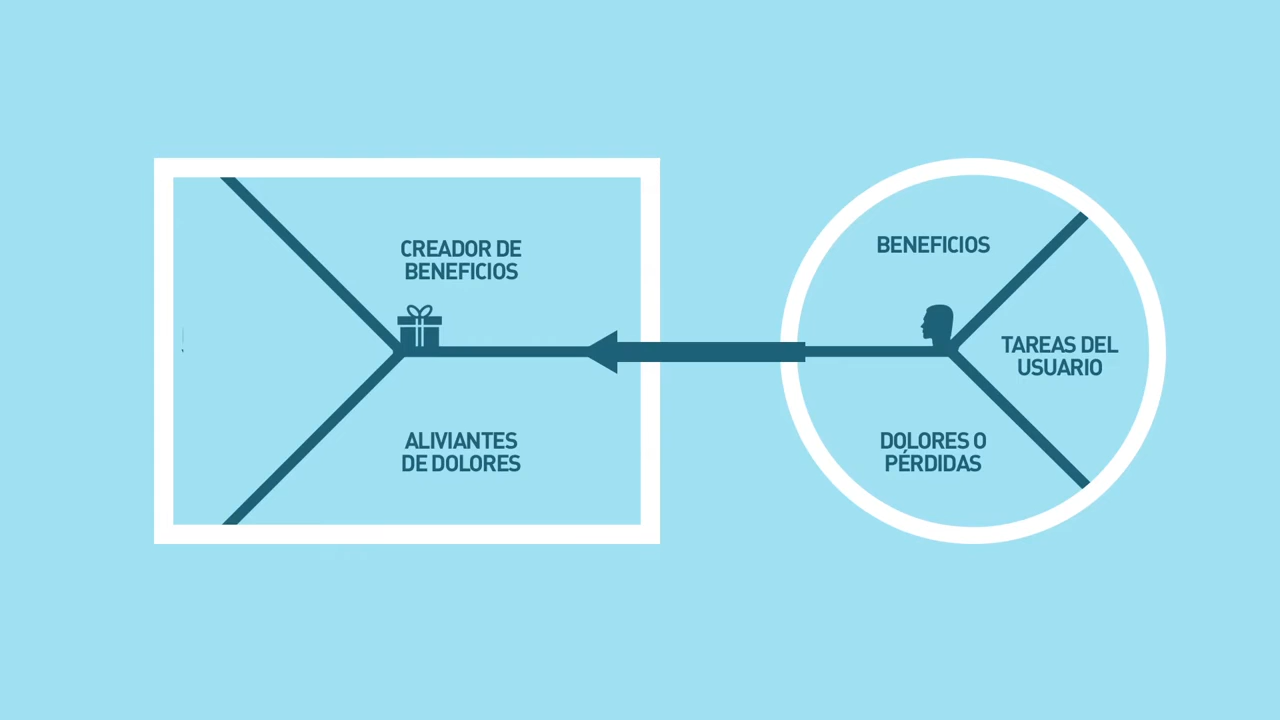 CREADOR DE
BENEFICIOS
ALIVIANTES
DE DOLORES
BENEFICIOS
TAREAS DEL
USUARIO
DOLORES O
PÉRDIDAS